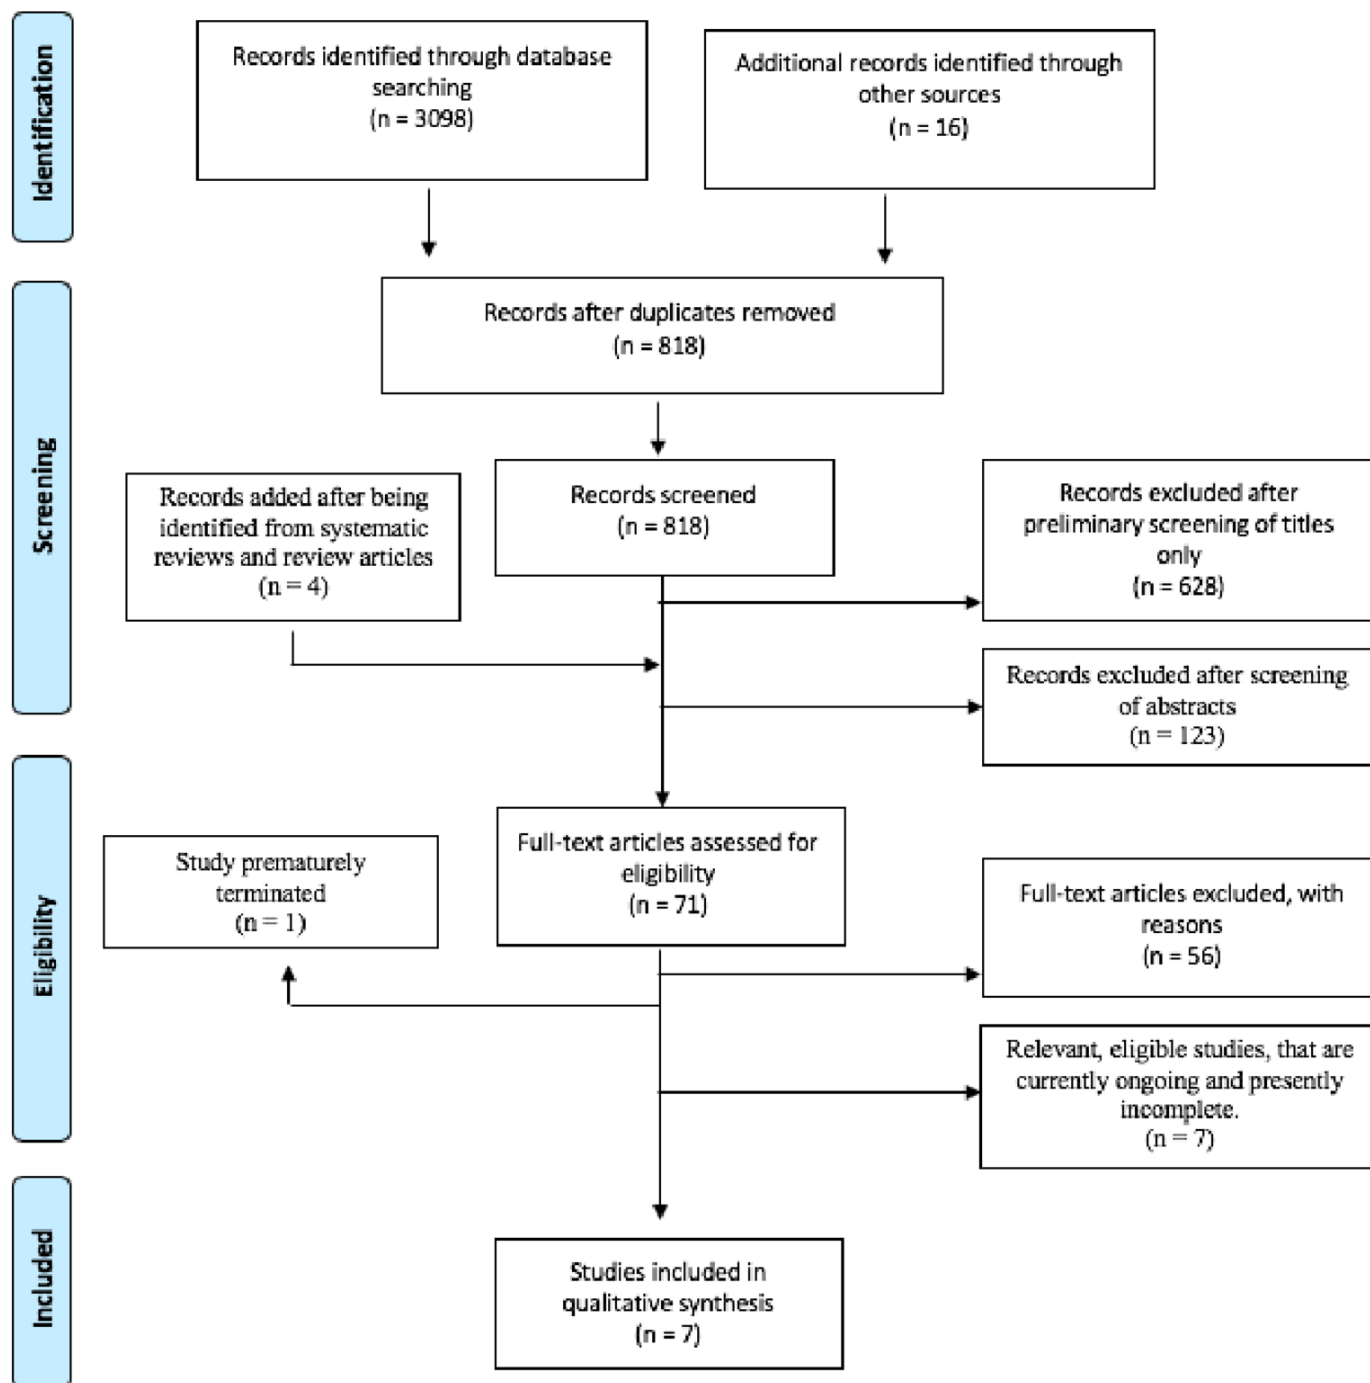 Identification
Records identified through database
searching
(n = 3098)
Additional records identified through
other sources
(n = 16)
Screening
Records after duplicates removed
(n = 818)
Records added after being
identified from systematic
reviews and review articles
(n = 4)
Records screened
(n = 818)
Records excluded after
preliminary screening of titles
only
(n = 628)
Records excluded after screening
of abstracts
(n = 123)
Eligibility
Study prematurely
terminated
(n = 1)
Full-text articles assessed for
eligibility
(n = 71)
Full-text articles excluded, with
reasons
(n = 56)
Relevant, eligible studies, that are
currently ongoing and presently
incomplete.
(n = 7)
Included
Studies included in
qualitative synthesis
(n = 7)